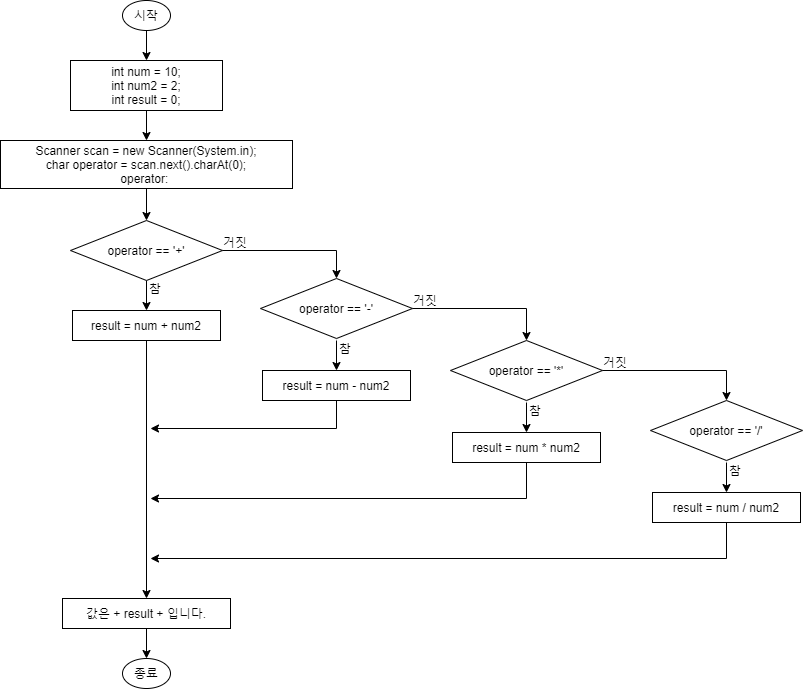 시작
int num = 10;
int num2 = 2;
int result = 0;
Scanner scan = new Scanner(System.in);
char operator = scan.next().charAt(0);
operator:
operator == '+'
거짓
참
result = num + num2
operator == '-'
거짓
참
result = num - num2
operator == '*'
거짓
참
result = num * num2
operator == '/'
참
result = num / num2
값은 + result + 입니다.
종료